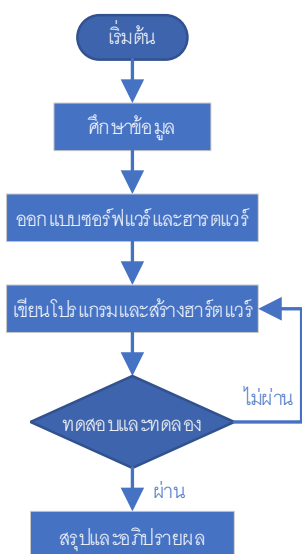 เริ่มต้น
ศึกษาข้อมูล
ออกแบบซอร์ฟแวร์และฮารตแวร์
เขียนโปรแกรมและสร้างฮาร์ตแวร์
ไม่ผ่าน
ทดสอบและทดลอง
ผ่าน
สรุปและอภิปรายผล